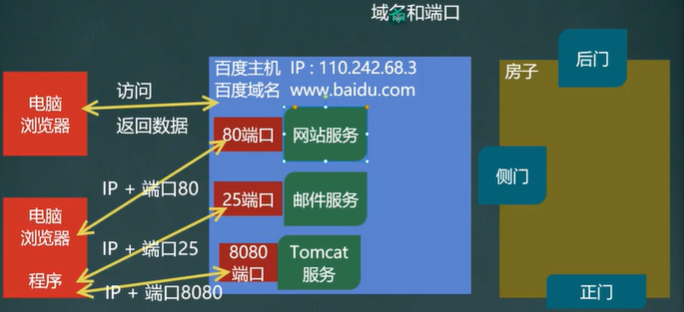 域名和端口
电脑
浏览器
访问
返回数据
百度主机 IP : 110.242.68.3
百度域名 www.baidu.com
80端口
网站服务
25端口
邮件服务
8080
端口
Tomcat
服务
IP + 端口80
电脑
浏览器
程序
IP + 端口25
IP + 端口8080
房子
后门
侧门
正门